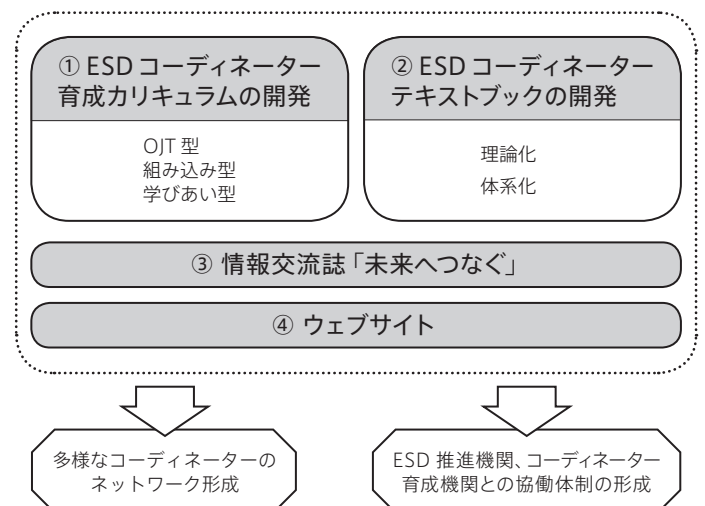 ① ESD コーディネーター
育成カリキュラムの開発
OJT 型
組み込み型
学びあい型
② ESD コーディネーター
テキストブックの開発
理論化
体系化
③ 情報交流誌「未来へつなぐ」
④ ウェブサイト
多様なコーディネーターの
ネットワーク形成
ESD 推進機関、コーディネーター
育成機関との協働体制の形成